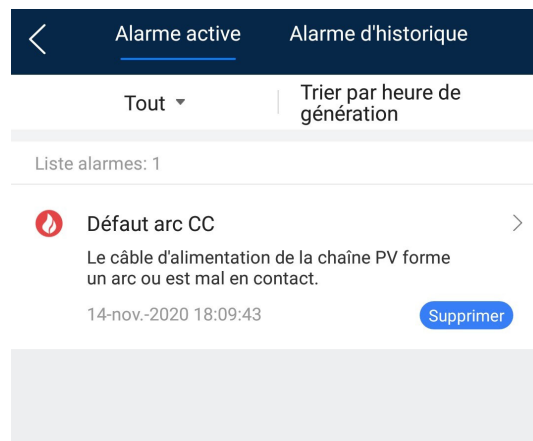 Alarme active
Alarme d'historique
Tout
Trier par heure de
génération
Liste alarmes: 1
Défaut arc CC
Le câble d'alimentation de la chaîne PV forme
un arc ou est mal en contact.
14-nov.-2020 18:09:43
Supprimer